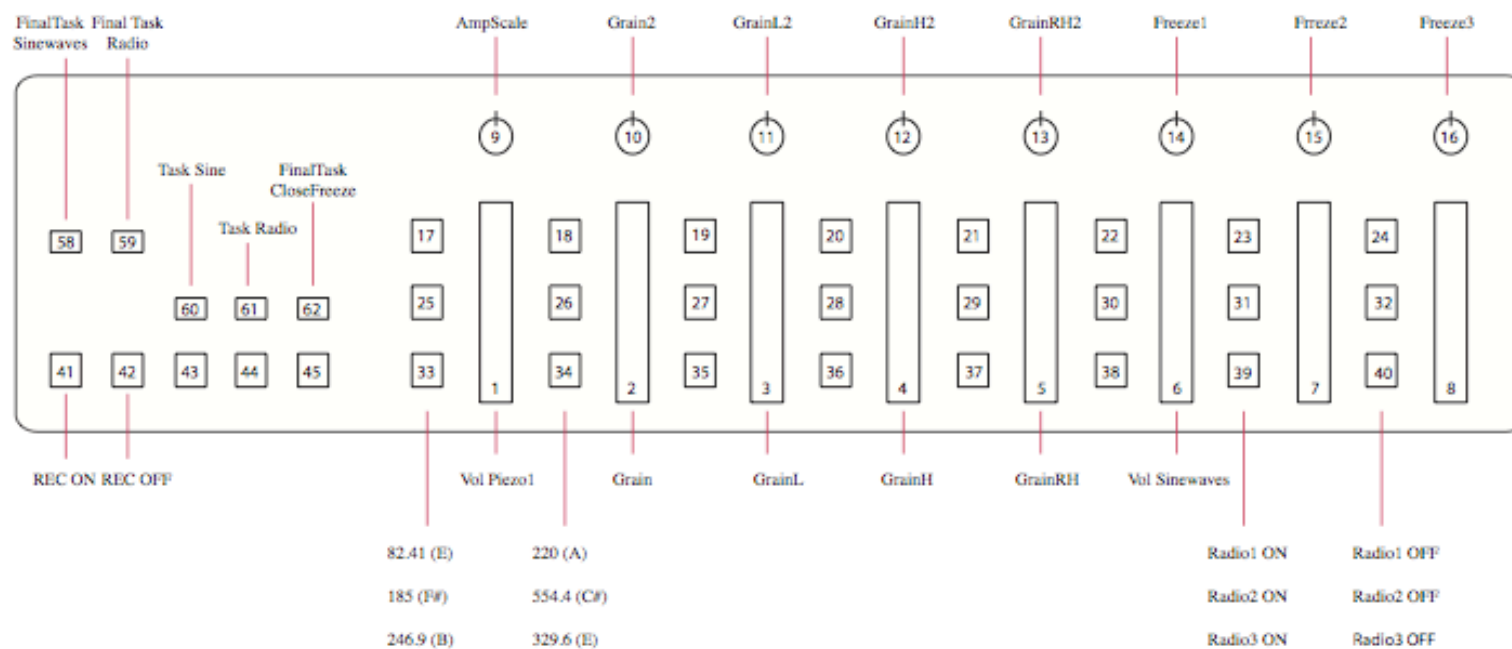 FinalTask Final Task AmpScale Grain2 GrainL2 GrainH2 GrainRH2 Freeze1 Frreze2 Freeze3
Sinewaves Radio
9 10 11 12 13 14 15 16
Task Sine FinalTask
CloseFreeze
Task Radio
58 59 17 18 19 20 21 22 23 24
60 61 62 25 26 27 28 29 30 31 32
41 42 43 44 45 33 34 35 36 37 38 39 40
1 2 3 4 5 6 7 8
REC ON REC OFF Vol Piezo1 Grain GrainL GrainH GrainRH Vol Sinewaves
82.41 (E) 220 (A) Radio1 ON Radio1 OFF
185 (F#) 554.4 (C#) Radio2 ON Radio2 OFF
246.9 (B) 329.6 (E) Radio3 ON Radio3 OFF